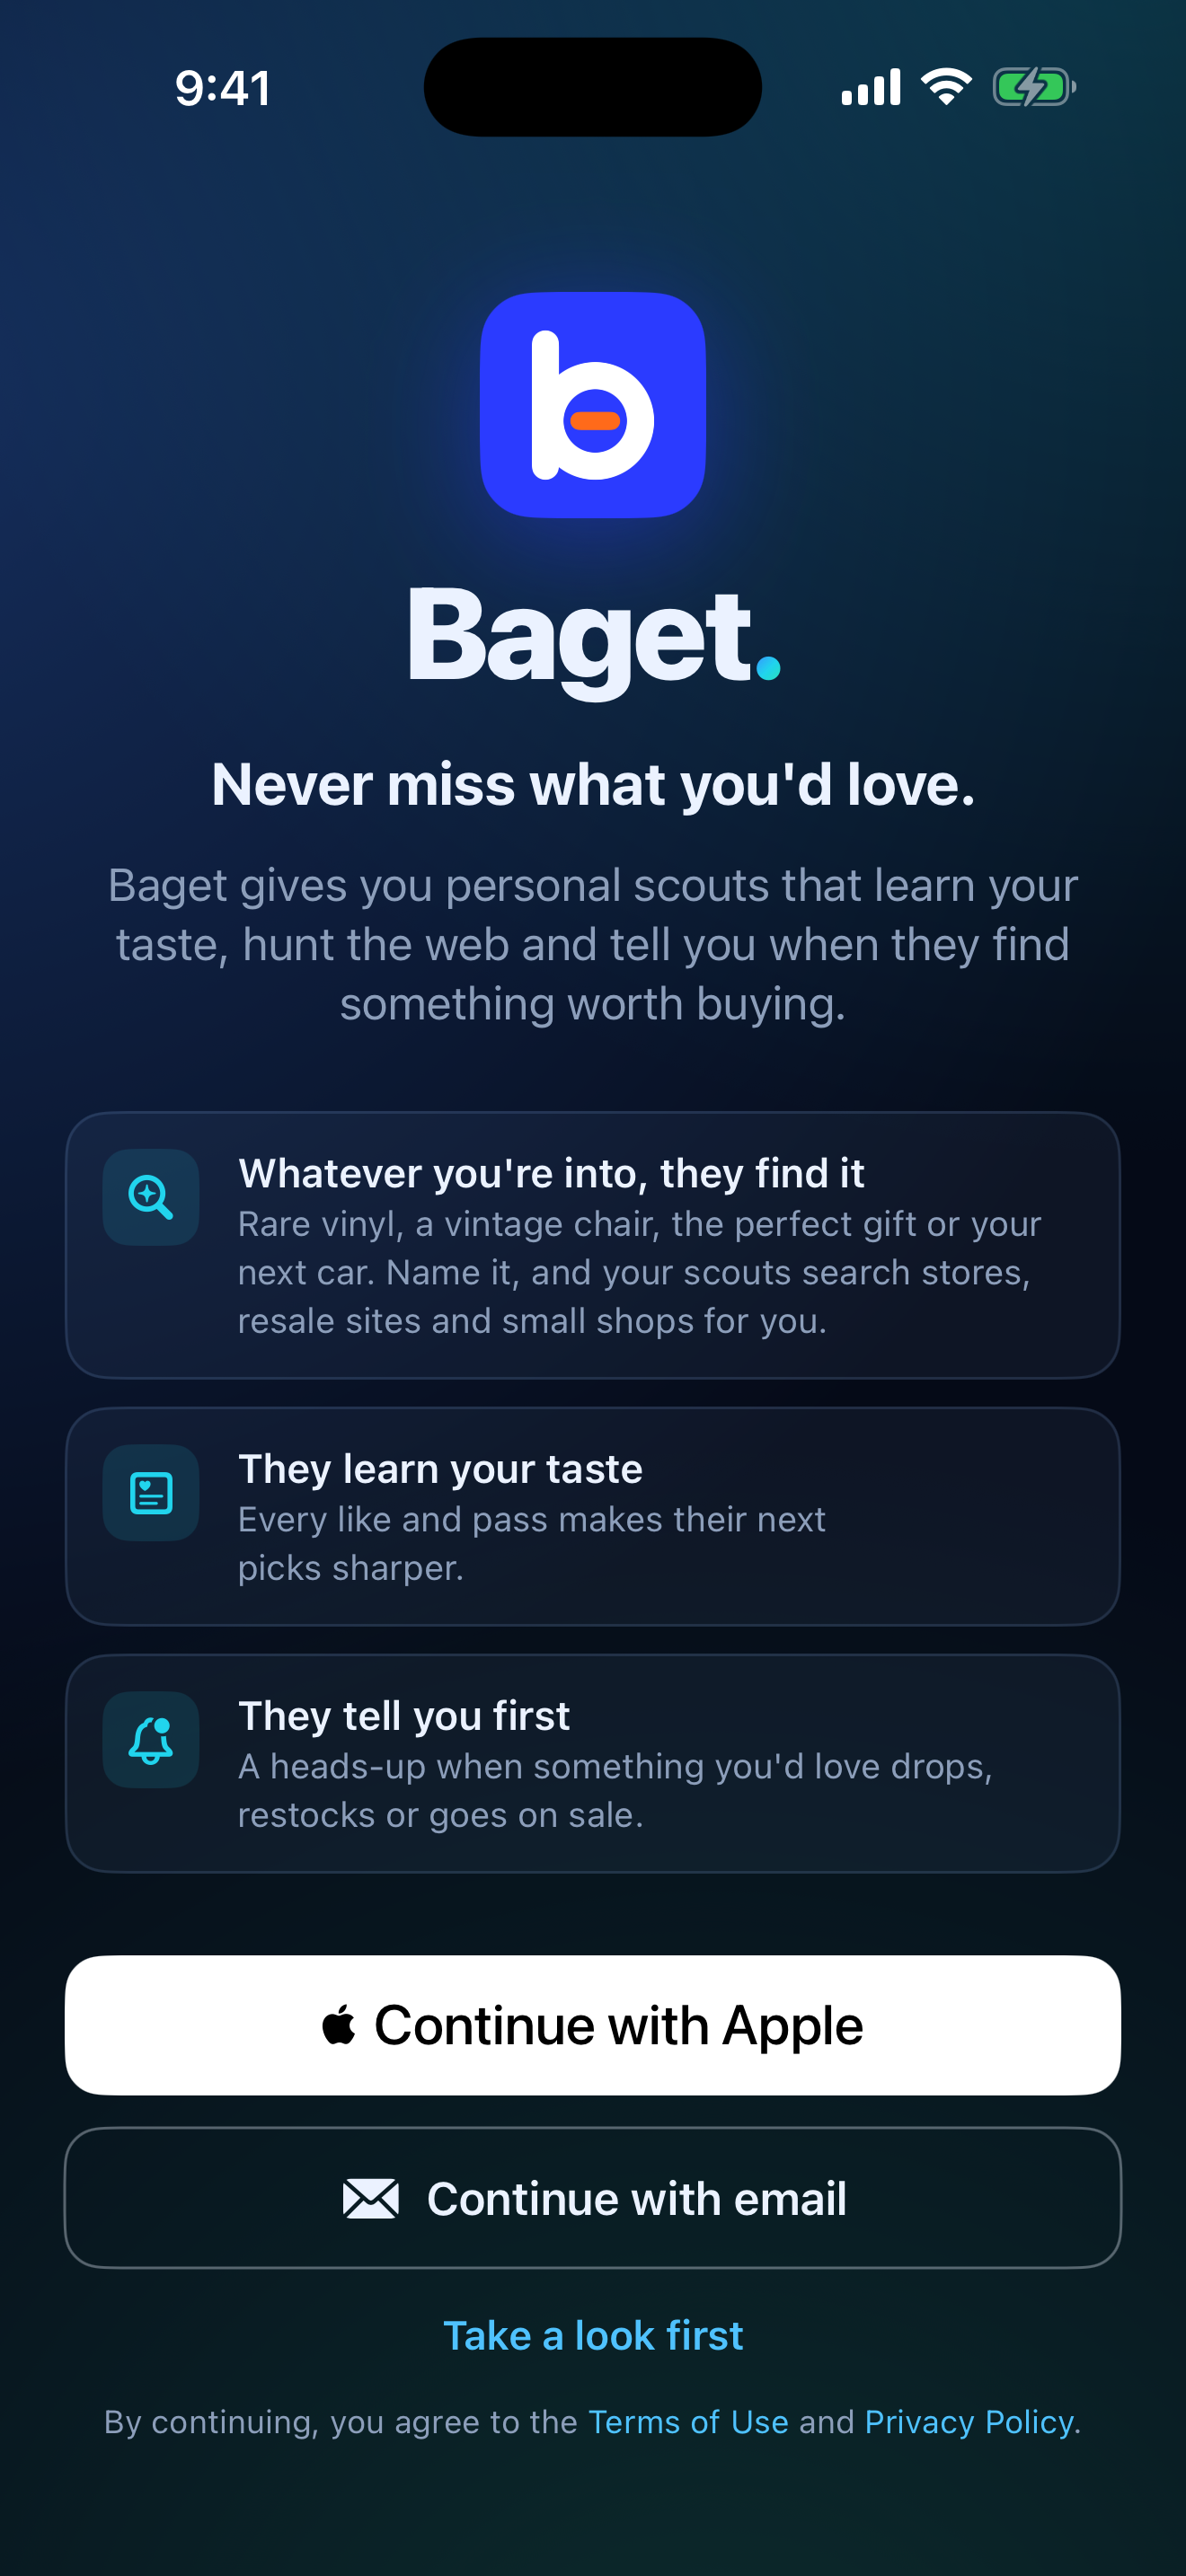 9:41
b
Baget.
Never miss what you'd love.
Baget gives you personal scouts that learn your
taste, hunt the web and tell you when they find
something worth buying.
Whatever you're into, they find it
Rare vinyl, a vintage chair, the perfect gift or your
next car. Name it, and your scouts search stores,
resale sites and small shops for you.
They learn your taste
Every like and pass makes their next
picks sharper.
They tell you first
A heads-up when something you'd love drops,
restocks or goes on sale.
Continue with Apple
Continue with email
Take a look first
By continuing, you agree to the Terms of Use and Privacy Policy.